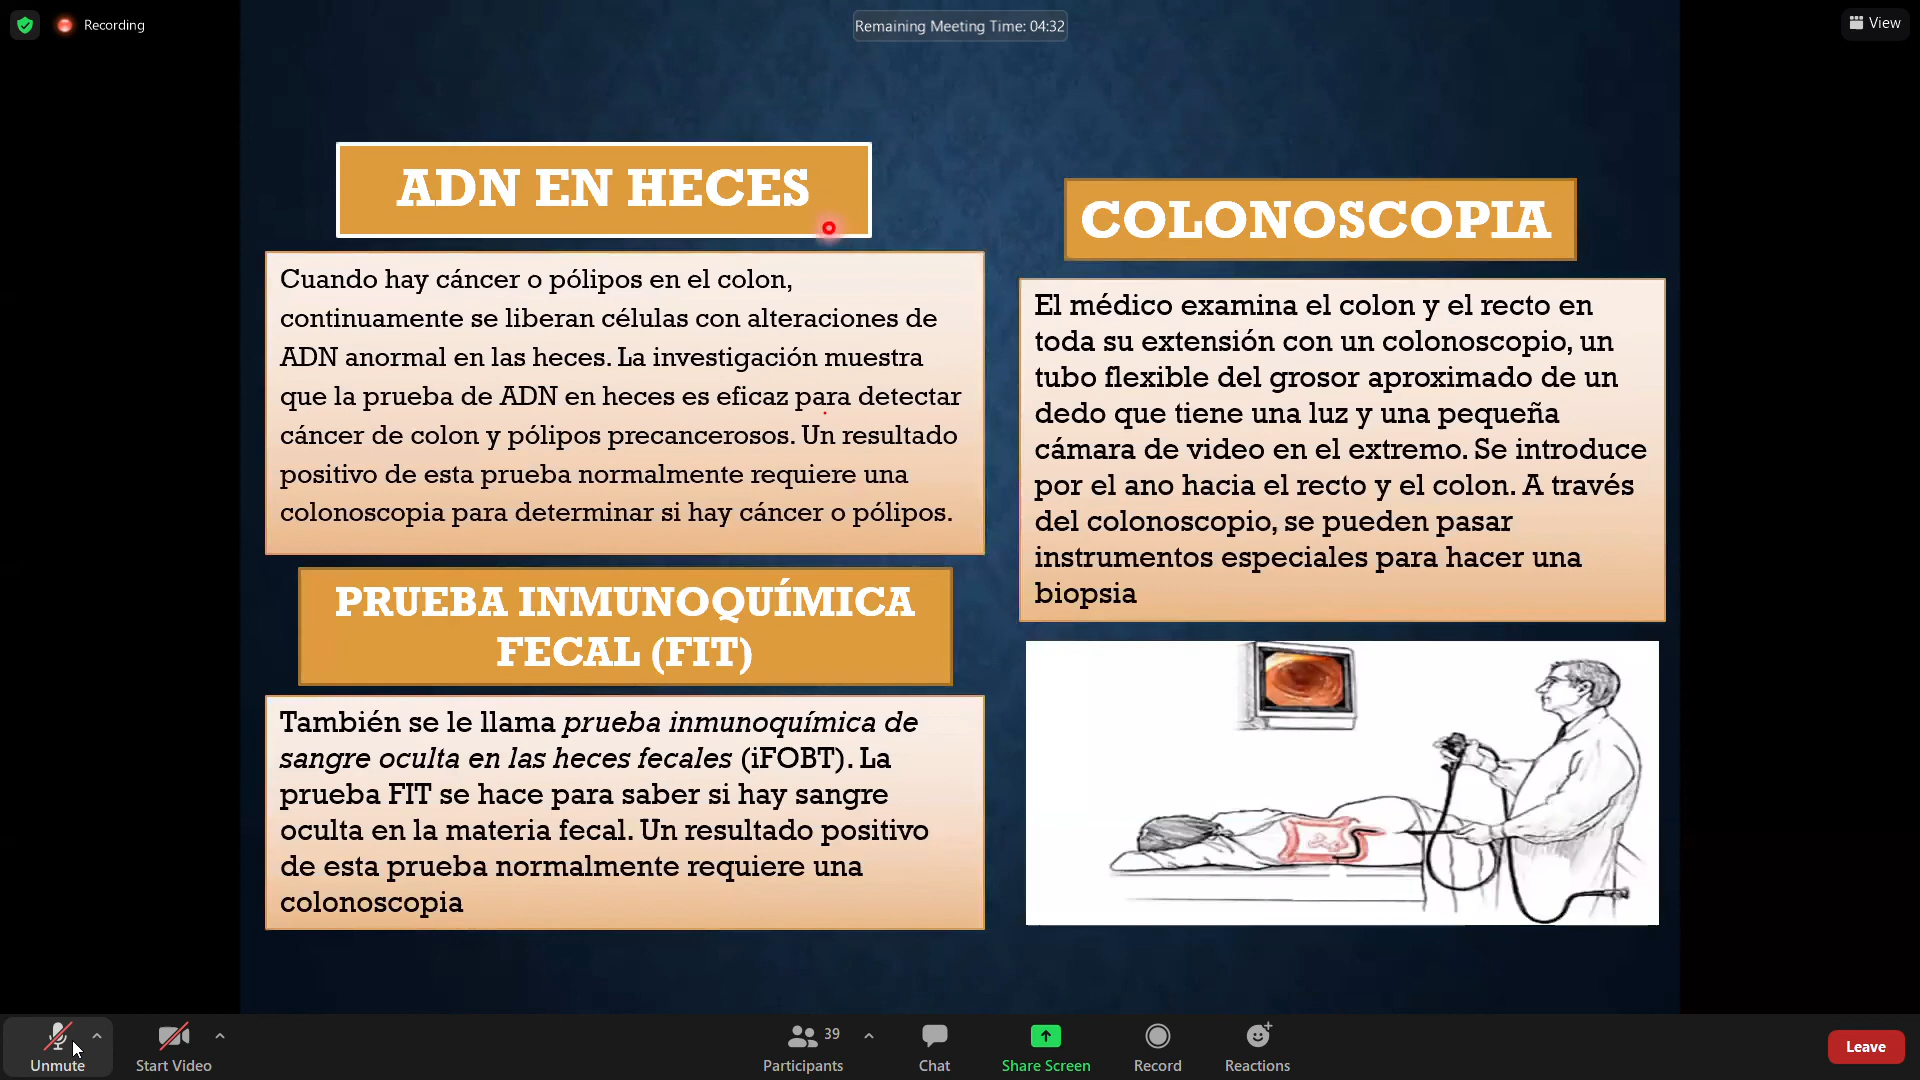 Recording
Remaining Meeting Time: 04:32
View
ADN EN HECES
Cuando hay cáncer o pólipos en el colon,
continuamente se liberan células con alteraciones de
ADN anormal en las heces. La investigación muestra
que la prueba de ADN en heces es eficaz para detectar
cáncer de colon y pólipos precancerosos. Un resultado
positivo de esta prueba normalmente requiere una
colonoscopia para determinar si hay cáncer o pólipos.
PRUEBA INMUNOQUÍMICA
FECAL (FIT)
También se le llama prueba inmunoquímica de
sangre oculta en las heces fecales (iFOBT). La
prueba FIT se hace para saber si hay sangre
oculta en la materia fecal. Un resultado positivo
de esta prueba normalmente requiere una
colonoscopia
COLONOSCOPIA
El médico examina el colon y el recto en
toda su extensión con un colonoscopio, un
tubo flexible del grosor aproximado de un
dedo que tiene una luz y una pequeña
cámara de video en el extremo. Se introduce
por el ano hacia el recto y el colon. A través
del colonoscopio, se pueden pasar
instrumentos especiales para hacer una
biopsia
Unmute
Start Video
39
Participants
Chat
Share Screen
Record
Reactions
Leave